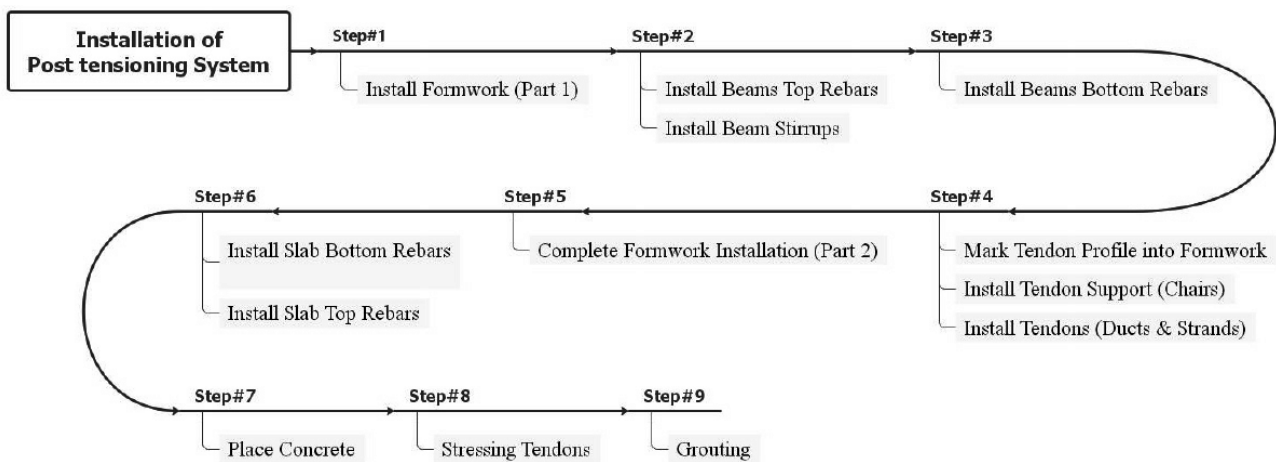 Installation of
Post tensioning System
Step#1
Install Formwork (Part 1)
Step#2
Install Beams Top Rebars
Install Beam Stirrups
Step#3
Install Beams Bottom Rebars
Step#4
Mark Tendon Profile into Formwork
Install Tendon Support (Chairs)
Install Tendons (Ducts & Strands)
Step#5
Complete Formwork Installation (Part 2)
Step#6
Install Slab Bottom Rebars
Install Slab Top Rebars
Step#7
Place Concrete
Step#8
Stressing Tendons
Step#9
Grouting